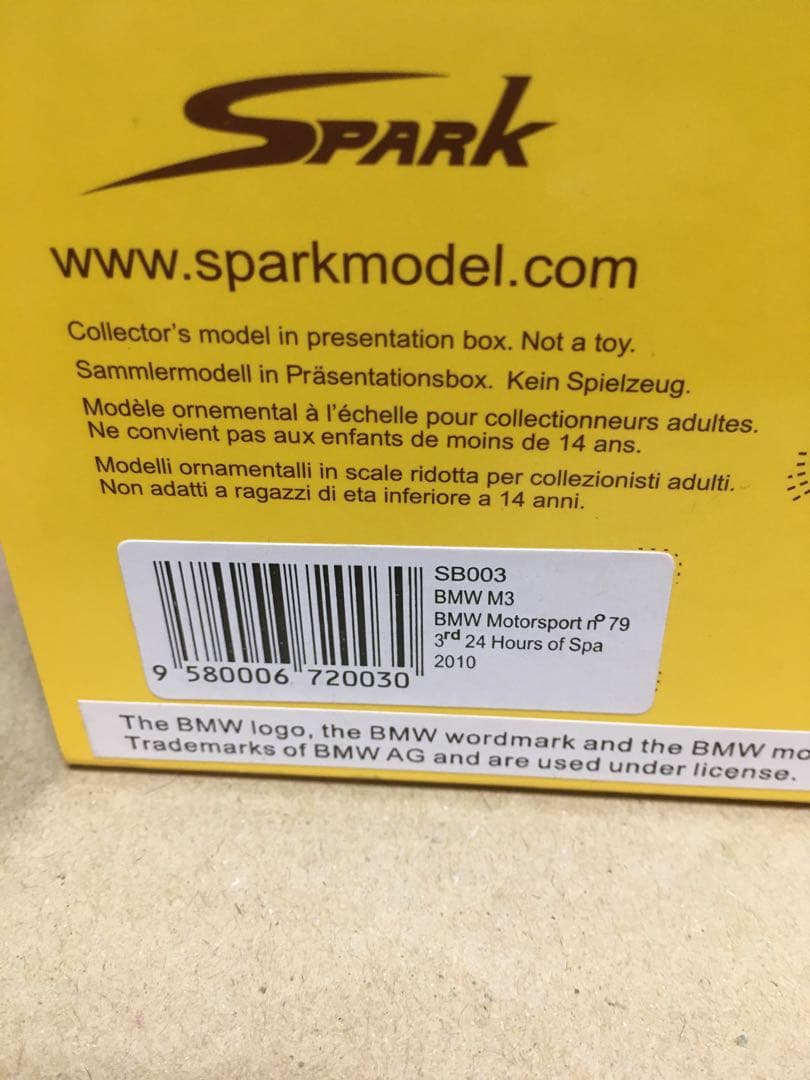 SPARK
www.sparkmodel.com
Collector's model in presentation box. Not a toy.
Sammlermodell in Präsentationsbox. Kein Spielzeug.
Modèle ornemental à l'échelle pour collectionneurs adultes.
Ne convient pas aux enfants de moins de 14 ans.
Modelli ornamentalli in scale ridotta per collezionisti adulti.
Non adatti a ragazzi di eta inferiore a 14 anni.
SB003
BMW M3
BMW Motorsport nº 79
3rd 24 Hours of Spa
2010
9 580006 720030
The BMW logo, the BMW wordmark and the BMW
Trademarks of BMW AG and are used under license.